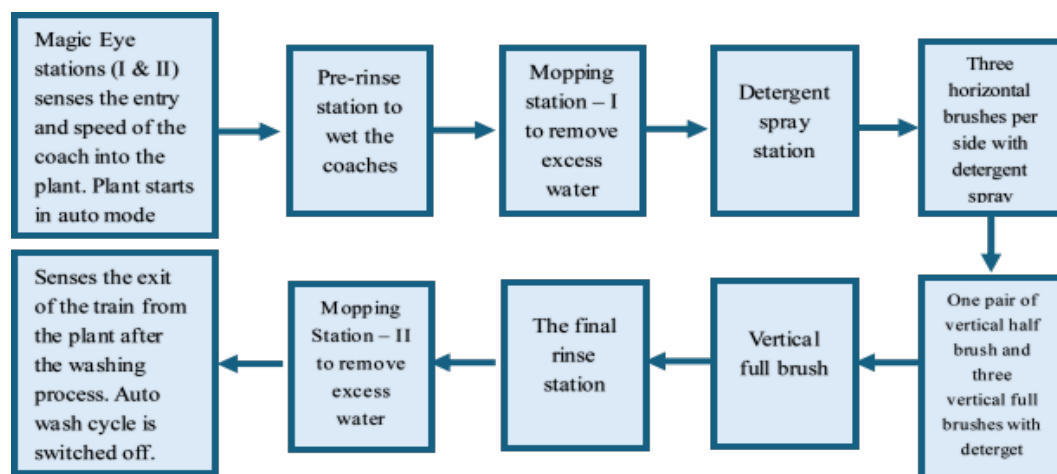 Magic Eye
stations (I & II)
senses the entry
and speed of the
coach into the
plant. Plant starts
in auto mode
Pre-rinse
station to
wet the
coaches
Mopping
station – I
to remove
excess
water
Detergent
spray
station
Three
horizontal
brushes per
side with
detergent
spray
One pair of
vertical half
brush and
three
vertical full
brushes with
deterget
Vertical
full brush
The final
rinse
station
Mopping
Station – II
to remove
excess
water
Senses the exit
of the train from
the plant after
the washing
process. Auto
wash cycle is
switched off.